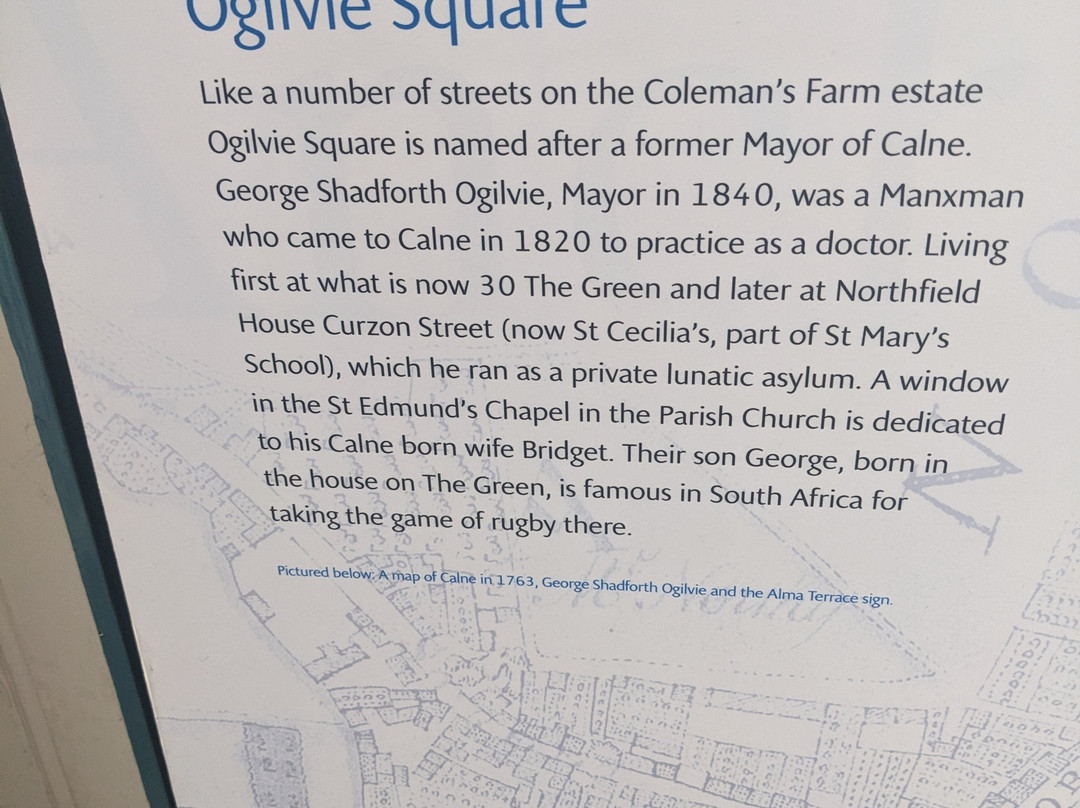 Ogilvie Square
Like a number of streets on the Coleman's Farm estate
Ogilvie Square is named after a former Mayor of Calne.
George Shadforth Ogilvie, Mayor in 1840, was a Manxman
who came to Calne in 1820 to practice as a doctor. Living
first at what is now 30 The Green and later at Northfield
House Curzon Street (now St Cecilia's, part of St Mary's
School), which he ran as a private lunatic asylum. A window
in the St Edmund's Chapel in the Parish Church is dedicated
to his Calne born wife Bridget. Their son George, born in
the house on The Green, is famous in South Africa for
taking the game of rugby there.
Pictured below: A map of Calne in 1763, George Shadforth Ogilvie and the Alma Terrace sign.